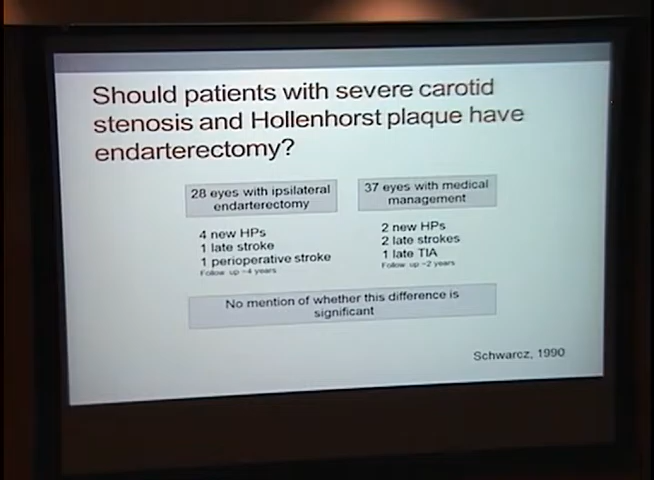 Should patients with severe carotid
stenosis and Hollenhorst plaque have
endarterectomy?
28 eyes with ipsilateral
endarterectomy
4 new HPs
1 late stroke
1 perioperative stroke
Follow up ~4 years
37 eyes with medical
management
2 new HPs
2 late strokes
1 late TIA
Follow up ~2 years
No mention of whether this difference is
significant
Schwarcz, 1990